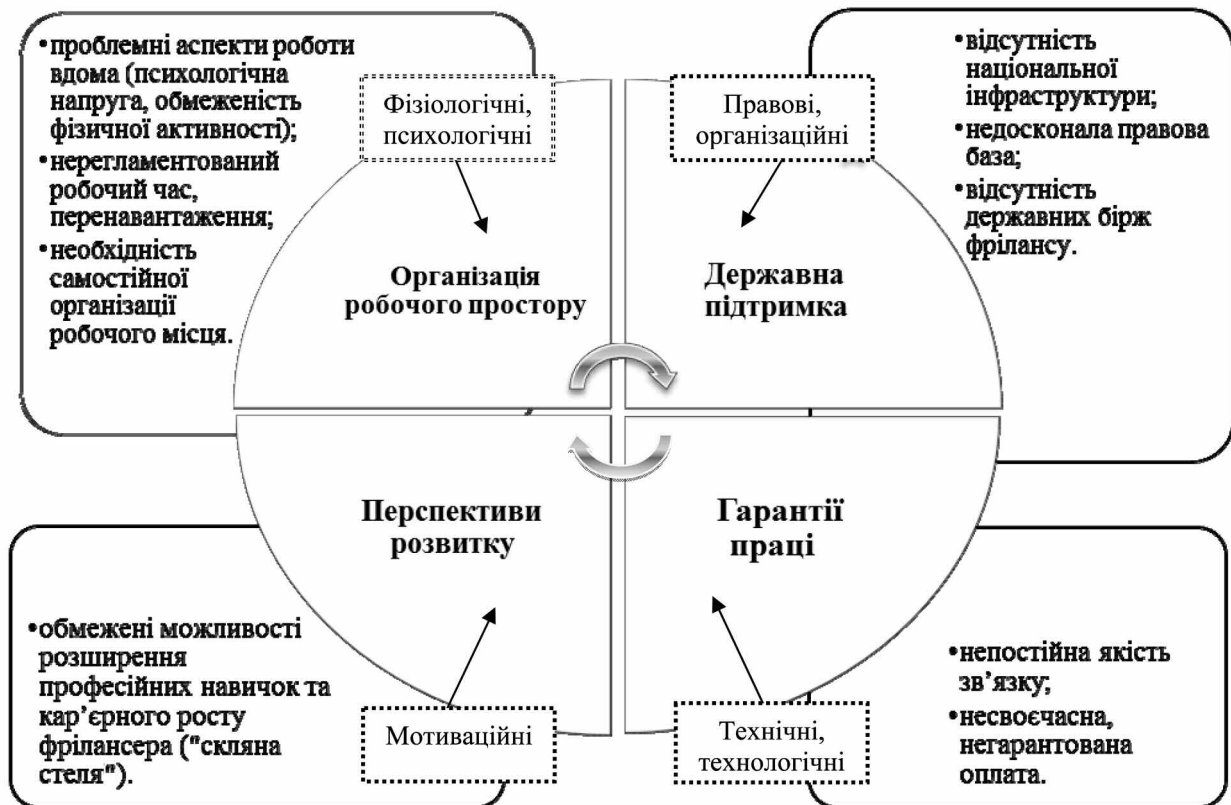 •проблемні аспекти роботи
вдома (психологічна
напруга, обмеженість
фізичної активності);
•нерегламентований
робочий час,
перенавантаження;
•необхідність
самостійної
організації
робочого місця.
Фізіологічні,
психологічні
Організація
робочого простору
Правові,
організаційні
Державна
підтримка
•відсутність
національної
інфраструктури;
•недосконала правова
база;
•відсутність
державних бірж
фрілансу.
•обмежені можливості
розширення
професійних навичок та
кар’єрного росту
фрілансера ("скляна
стеля").
Перспективи
розвитку
Мотиваційні
Гарантії
праці
Технічні,
технологічні
•непостійна якість
зв’язку;
•несвоєчасна,
негарантована
оплата.